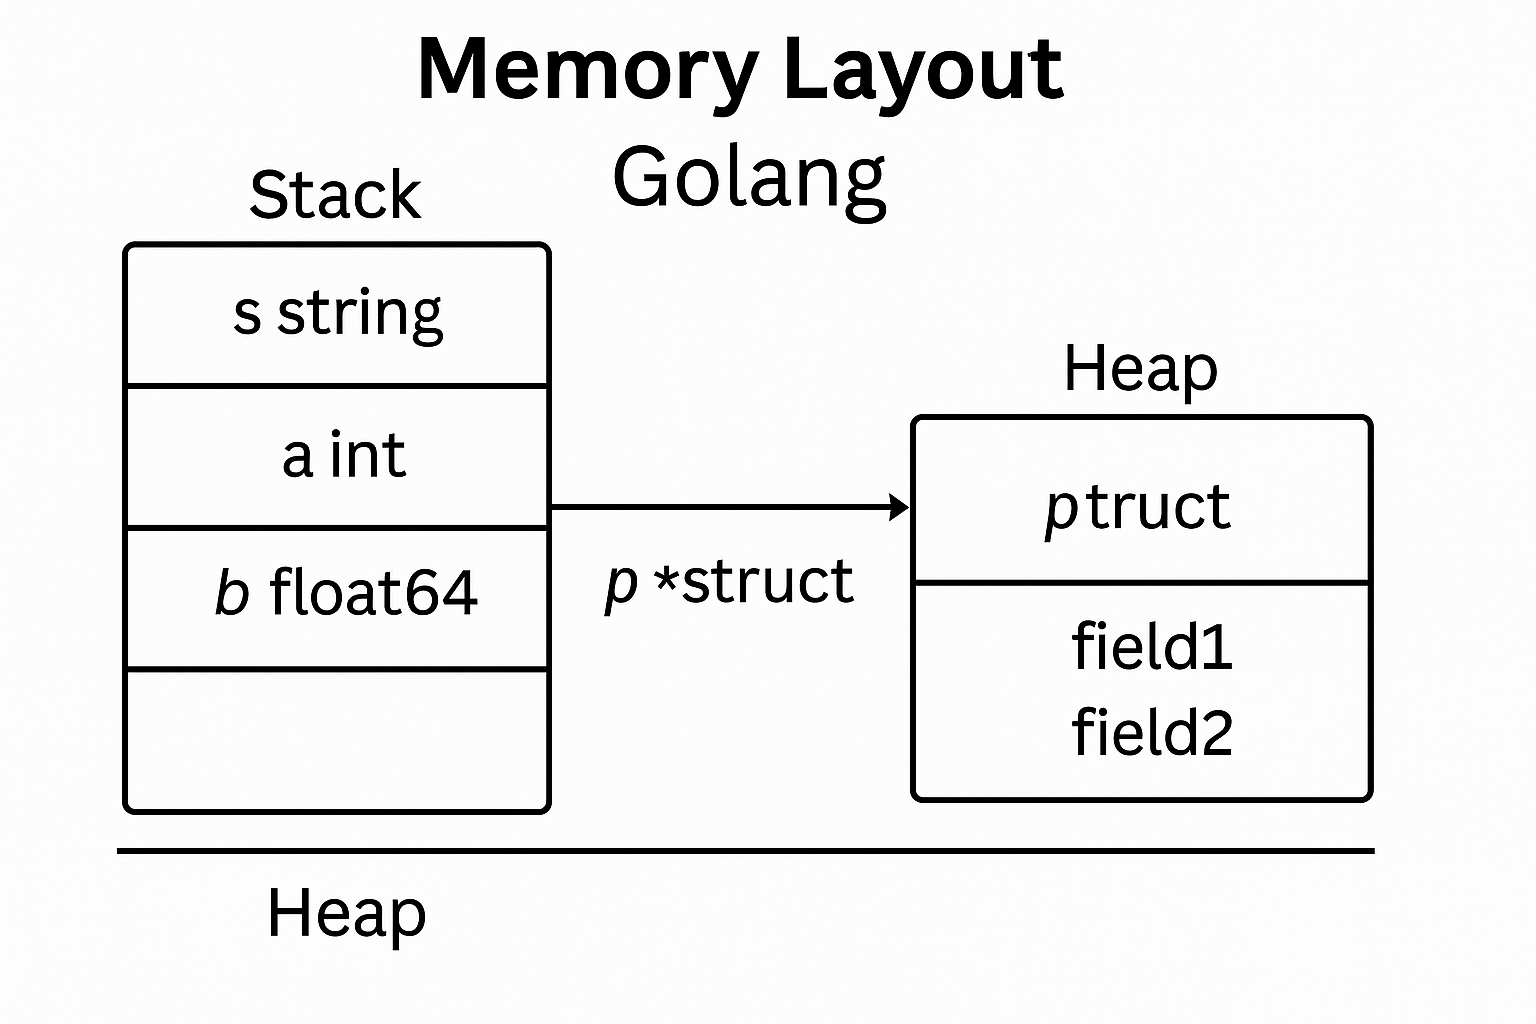 Memory Layout
Golang
Stack
s string
a int
b float64
p *struct
Heap
ptruct
field1
field2
Heap